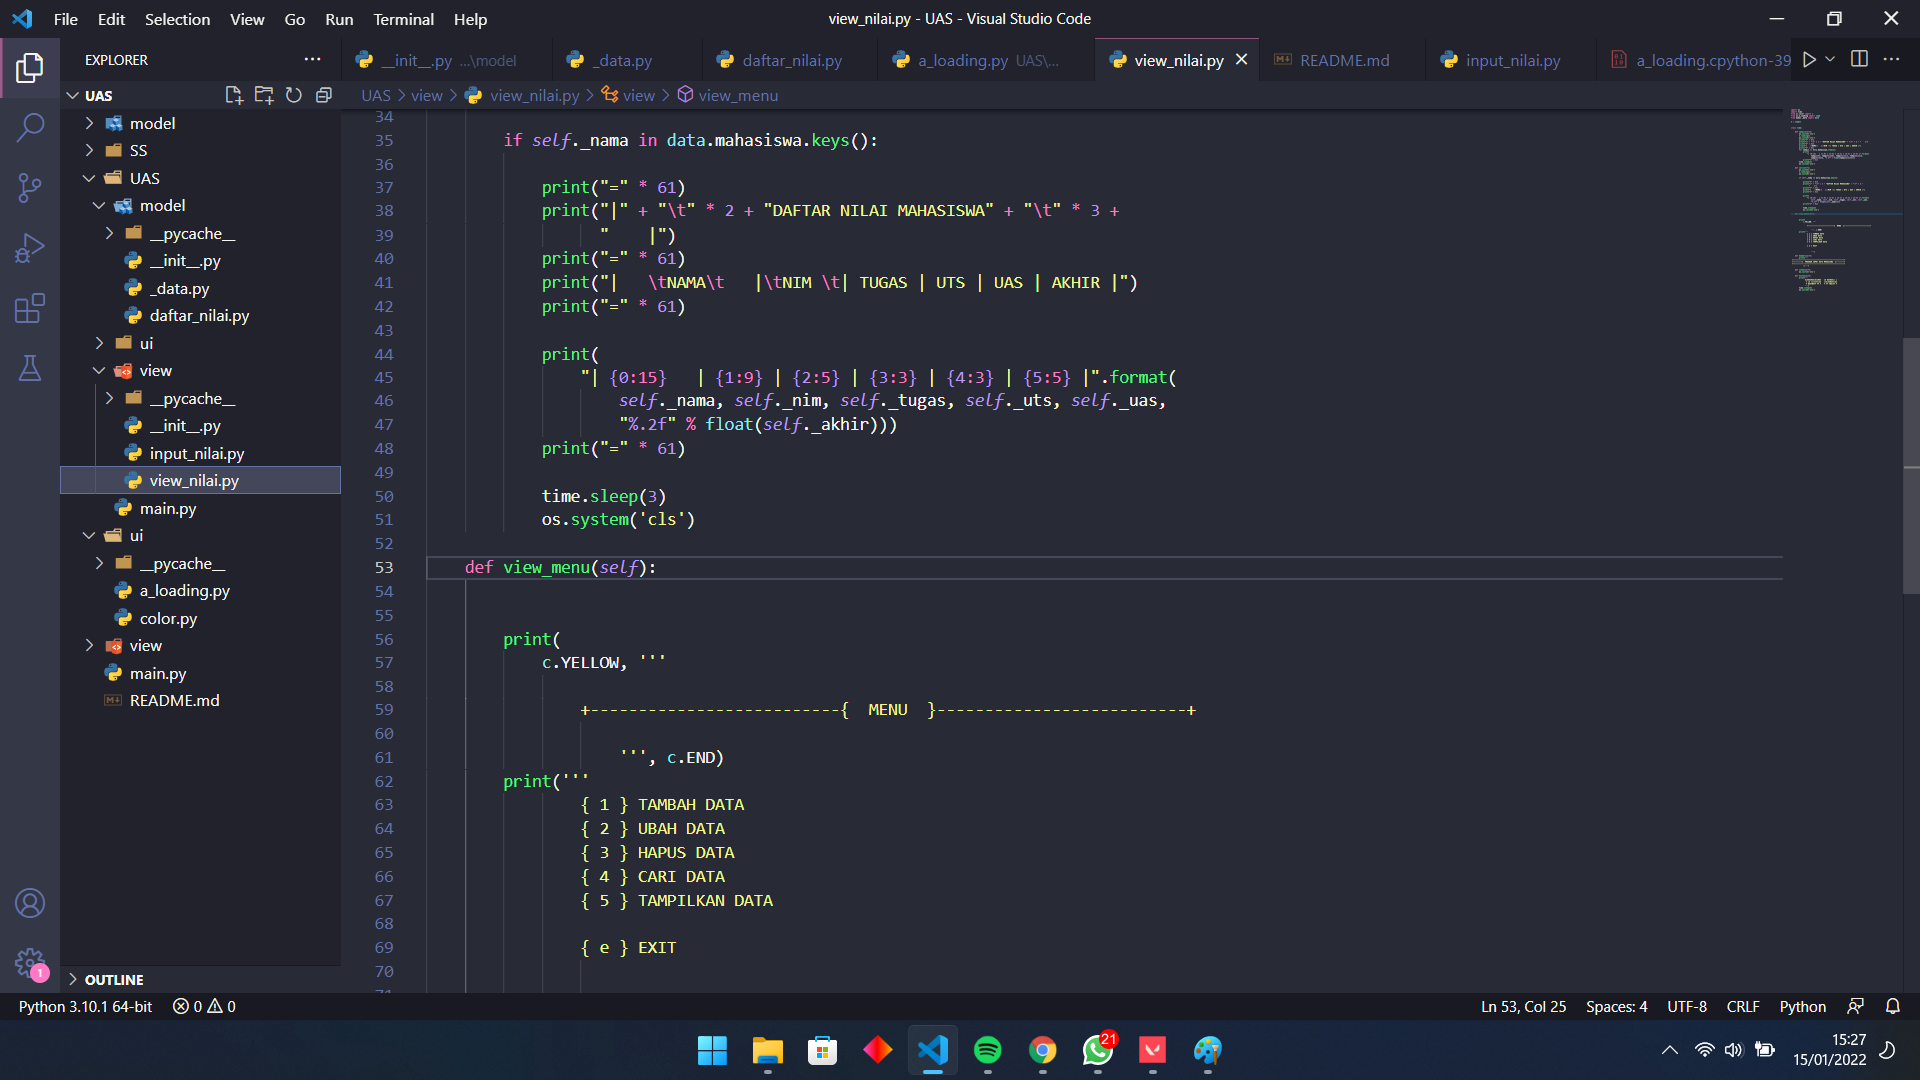 File Edit Selection View Go Run Terminal Help
view_nilai.py - UAS - Visual Studio Code
EXPLORER
__init__.py ...\model
_data.py
daftar_nilai.py
a_loading.py UAS\...
view_nilai.py
README.md
input_nilai.py
a_loading.cpython-39
UAS
UAS > view > view_nilai.py > view > view_menu
model
SS
UAS
model
__pycache__
__init__.py
_data.py
daftar_nilai.py
ui
view
__pycache__
__init__.py
input_nilai.py
view_nilai.py
main.py
ui
__pycache__
a_loading.py
color.py
view
main.py
README.md
OUTLINE
34
35 if self._nama in data.mahasiswa.keys():
36
37 print("=" * 61)
38 print("|" + "\t" * 2 + "DAFTAR NILAI MAHASISWA" + "\t" * 3 +
39 "    |")
40 print("=" * 61)
41 print("|   \tNAMA\t   |\tNIM \t| TUGAS | UTS | UAS | AKHIR |")
42 print("=" * 61)
43
44 print(
45 "| {0:15}   | {1:9} | {2:5} | {3:3} | {4:3} | {5:5} |".format(
46 self._nama, self._nim, self._tugas, self._uts, self._uas,
47 "%.2f" % float(self._akhir)))
48 print("=" * 61)
49
50 time.sleep(3)
51 os.system('cls')
52
53 def view_menu(self):
54
55
56 print(
57 c.YELLOW, '''
58
59 +--------------------------{  MENU  }--------------------------+
60
61 ''', c.END)
62 print('''
63 { 1 } TAMBAH DATA
64 { 2 } UBAH DATA
65 { 3 } HAPUS DATA
66 { 4 } CARI DATA
67 { 5 } TAMPILKAN DATA
68
69 { e } EXIT
70
1
Python 3.10.1 64-bit
0
0
Ln 53, Col 25
Spaces: 4
UTF-8
CRLF
Python
21
15:27
15/01/2022